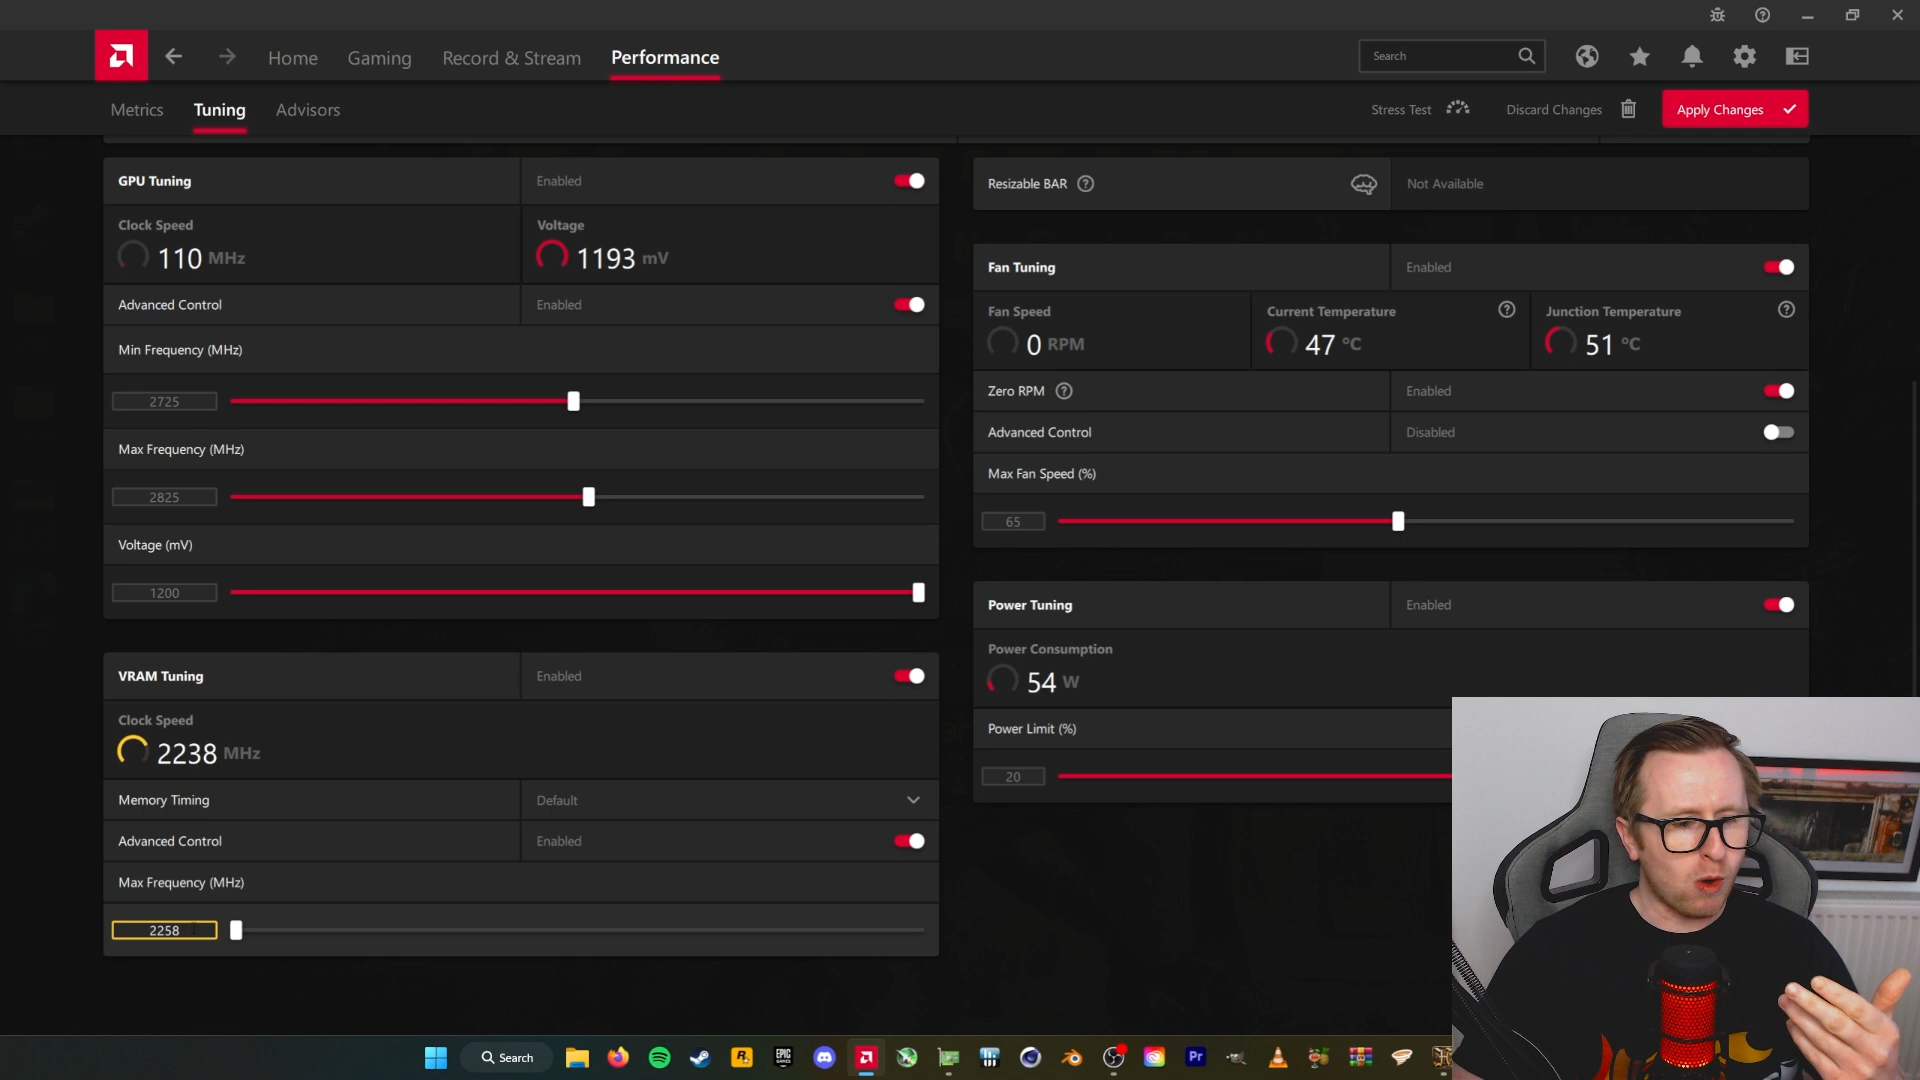 Home
Gaming
Record & Stream
Performance
Search
Metrics
Tuning
Advisors
Stress Test
Discard Changes
Apply Changes
GPU Tuning
Enabled
Clock Speed
110 MHz
Voltage
1193 mV
Advanced Control
Enabled
Min Frequency (MHz)
2725
Max Frequency (MHz)
2825
Voltage (mV)
1200
VRAM Tuning
Enabled
Clock Speed
2238 MHz
Memory Timing
Default
Advanced Control
Enabled
Max Frequency (MHz)
2258
Resizable BAR
Not Available
Fan Tuning
Enabled
Fan Speed
0 RPM
Current Temperature
47 °C
Junction Temperature
51 °C
Zero RPM
Enabled
Advanced Control
Disabled
Max Fan Speed (%)
65
Power Tuning
Enabled
Power Consumption
54 W
Power Limit (%)
20
Search
EPIC
GAMES
Pr